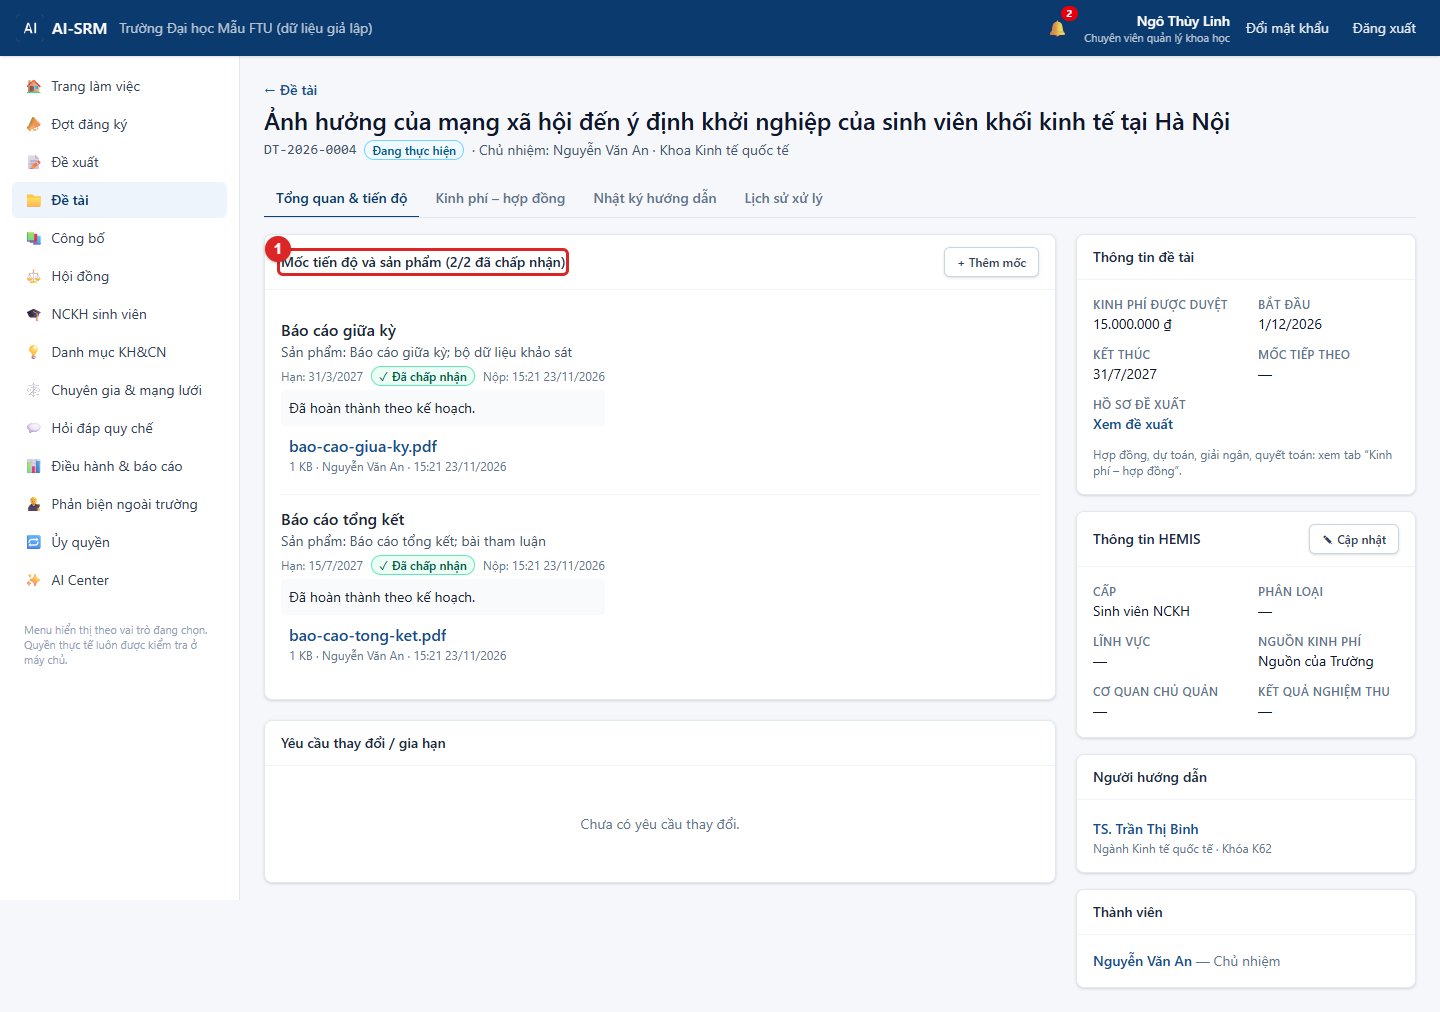 AI AI-SRM Trường Đại học Mẫu FTU (dữ liệu giả lập)
2
Ngô Thùy Linh
Chuyên viên quản lý khoa học
Đổi mật khẩu
Đăng xuất
Trang làm việc
Đợt đăng ký
Đề xuất
Đề tài
Công bố
Hội đồng
NCKH sinh viên
Danh mục KH&CN
Chuyên gia & mạng lưới
Hỏi đáp quy chế
Điều hành & báo cáo
Phản biện ngoài trường
Ủy quyền
AI Center
Menu hiển thị theo vai trò đang chọn.
Quyền thực tế luôn được kiểm tra ở
máy chủ.
← Đề tài
Ảnh hưởng của mạng xã hội đến ý định khởi nghiệp của sinh viên khối kinh tế tại Hà Nội
DT-2026-0004 Đang thực hiện · Chủ nhiệm: Nguyễn Văn An · Khoa Kinh tế quốc tế
Tổng quan & tiến độ
Kinh phí – hợp đồng
Nhật ký hướng dẫn
Lịch sử xử lý
1
Mốc tiến độ và sản phẩm (2/2 đã chấp nhận)
+ Thêm mốc
Báo cáo giữa kỳ
Sản phẩm: Báo cáo giữa kỳ; bộ dữ liệu khảo sát
Hạn: 31/3/2027 ✓ Đã chấp nhận Nộp: 15:21 23/11/2026
Đã hoàn thành theo kế hoạch.
bao-cao-giua-ky.pdf
1 KB · Nguyễn Văn An · 15:21 23/11/2026
Báo cáo tổng kết
Sản phẩm: Báo cáo tổng kết; bài tham luận
Hạn: 15/7/2027 ✓ Đã chấp nhận Nộp: 15:21 23/11/2026
Đã hoàn thành theo kế hoạch.
bao-cao-tong-ket.pdf
1 KB · Nguyễn Văn An · 15:21 23/11/2026
Yêu cầu thay đổi / gia hạn
Chưa có yêu cầu thay đổi.
Thông tin đề tài
KINH PHÍ ĐƯỢC DUYỆT
15.000.000 ₫
BẮT ĐẦU
1/12/2026
KẾT THÚC
31/7/2027
MỐC TIẾP THEO
—
HỒ SƠ ĐỀ XUẤT
Xem đề xuất
Hợp đồng, dự toán, giải ngân, quyết toán: xem tab “Kinh
phí – hợp đồng”.
Thông tin HEMIS
Cập nhật
CẤP
Sinh viên NCKH
PHÂN LOẠI
—
LĨNH VỰC
—
NGUỒN KINH PHÍ
Nguồn của Trường
CƠ QUAN CHỦ QUẢN
—
KẾT QUẢ NGHIỆM THU
—
Người hướng dẫn
TS. Trần Thị Bình
Ngành Kinh tế quốc tế · Khóa K62
Thành viên
Nguyễn Văn An — Chủ nhiệm